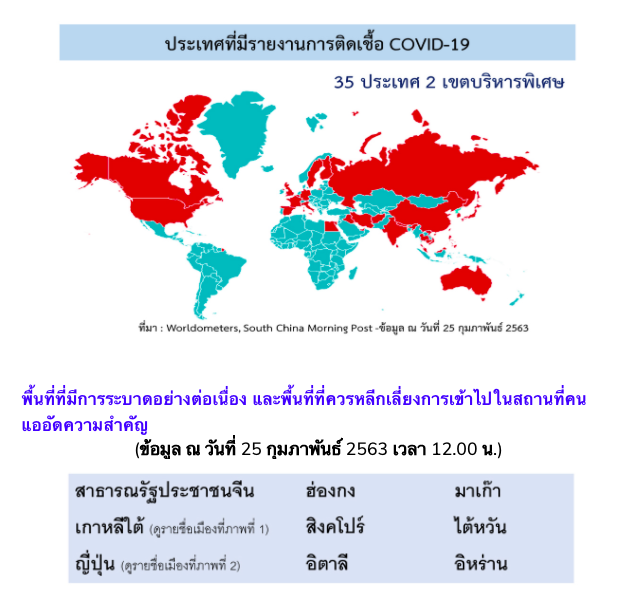 ประเทศที่มีรายงานการติดเชื้อ COVID-19
35 ประเทศ 2 เขตบริหารพิเศษ
ที่มา : Worldometers, South China Morning Post -ข้อมูล ณ วันที่ 25 กุมภาพันธ์ 2563
พื้นที่ที่มีการระบาดอย่างต่อเนื่อง และพื้นที่ที่ควรหลีกเลี่ยงการเข้าไปในสถานที่คน
แออัดความสำคัญ
(ข้อมูล ณ วันที่ 25 กุมภาพันธ์ 2563 เวลา 12.00 น.)
สาธารณรัฐประชาชนจีน ฮ่องกง มาเก๊า
เกาหลีใต้ (ดูรายชื่อเมืองที่ภาพที่ 1) สิงคโปร์ ไต้หวัน
ญี่ปุ่น (ดูรายชื่อเมืองที่ภาพที่ 2) อิตาลี อิหร่าน